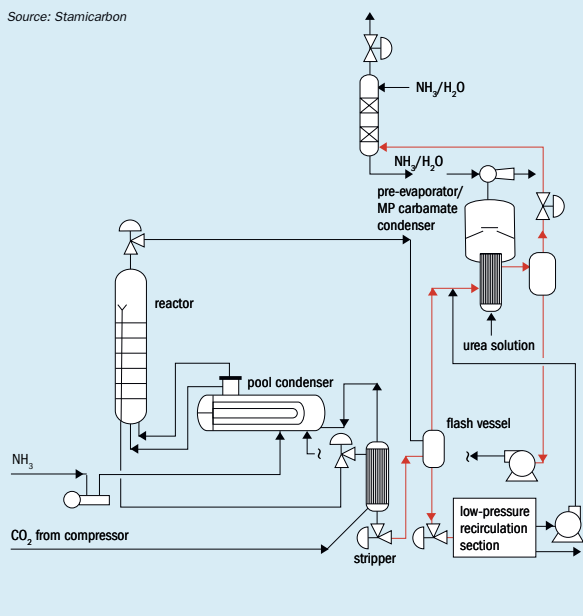 Source: Stamicarbon
NH₃/H₂O
NH₃/H₂O
pre-evaporator/
MP carbamate
condenser
reactor
urea solution
pool condenser
flash vessel
NH₃
low-pressure
recirculation
section
CO₂ from compressor
stripper